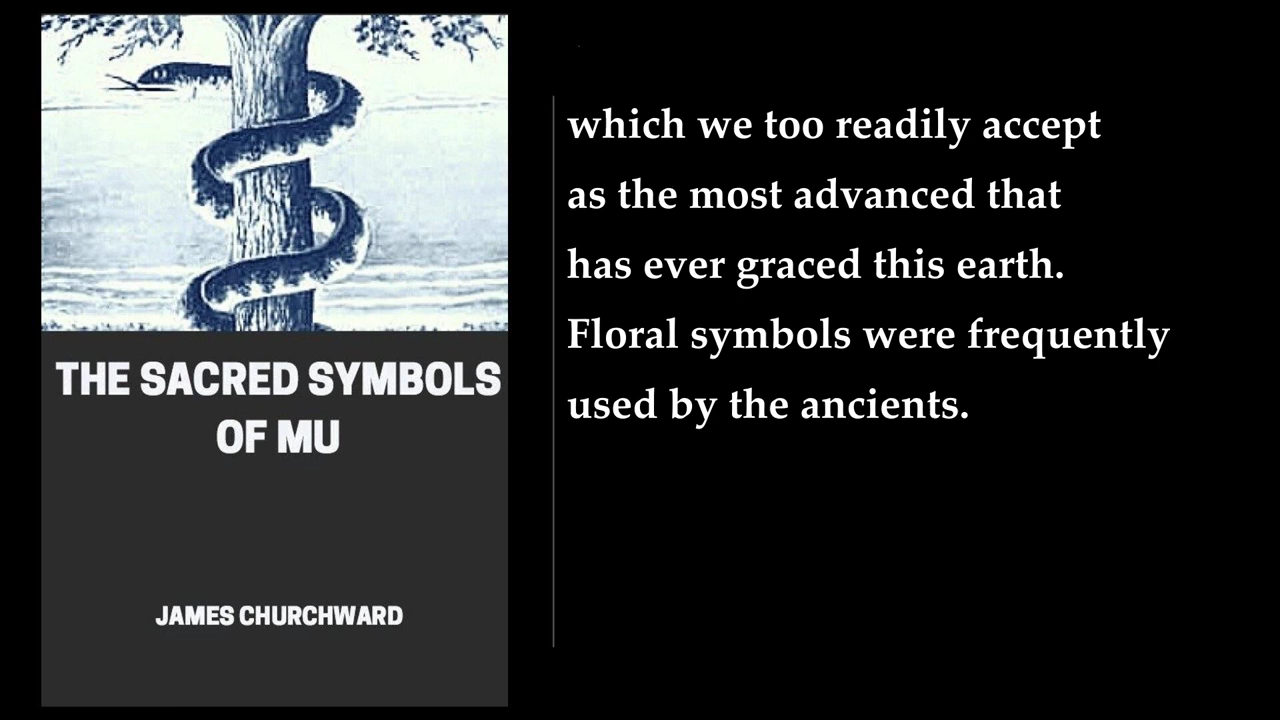 THE SACRED SYMBOLS
OF MU
JAMES CHURCHWARD
which we too readily accept
as the most advanced that
has ever graced this earth.
Floral symbols were frequently
used by the ancients.